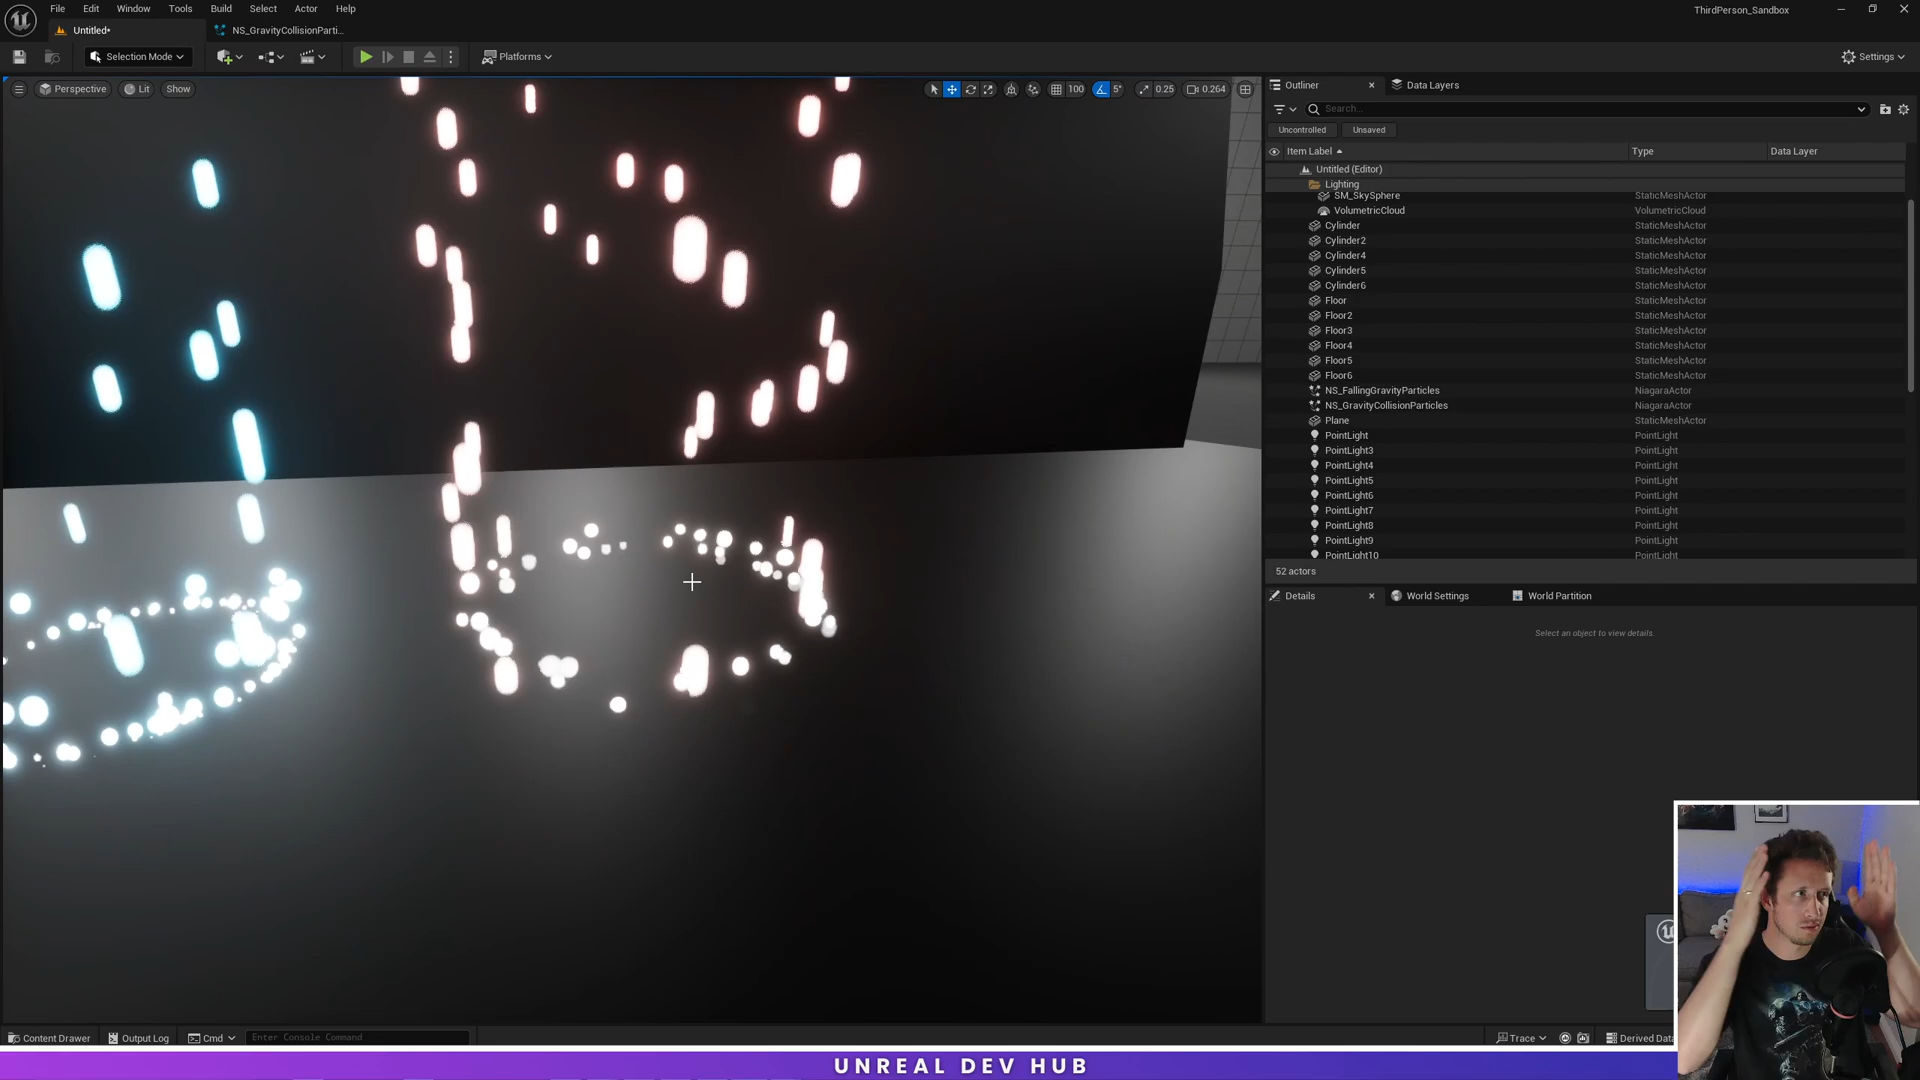 File Edit Window Tools Build Select Actor Help
ThirdPerson_Sandbox
Untitled*
NS_GravityCollisionParti...
Selection Mode
Platforms
Settings
Perspective
Lit
Show
100
5°
0.25
0.264
Outliner
Data Layers
Search...
Uncontrolled
Unsaved
Item Label Type Data Layer
Untitled (Editor)
Lighting
SM_SkySphere StaticMeshActor
VolumetricCloud VolumetricCloud
Cylinder StaticMeshActor
Cylinder2 StaticMeshActor
Cylinder4 StaticMeshActor
Cylinder5 StaticMeshActor
Cylinder6 StaticMeshActor
Floor StaticMeshActor
Floor2 StaticMeshActor
Floor3 StaticMeshActor
Floor4 StaticMeshActor
Floor5 StaticMeshActor
Floor6 StaticMeshActor
NS_FallingGravityParticles NiagaraActor
NS_GravityCollisionParticles NiagaraActor
Plane StaticMeshActor
PointLight PointLight
PointLight3 PointLight
PointLight4 PointLight
PointLight5 PointLight
PointLight6 PointLight
PointLight7 PointLight
PointLight8 PointLight
PointLight9 PointLight
PointLight10 PointLight
52 actors
Details
World Settings
World Partition
Select an object to view details.
Content Drawer
Output Log
Cmd
Enter Console Command
Trace
Derived Data
UNREAL DEV HUB